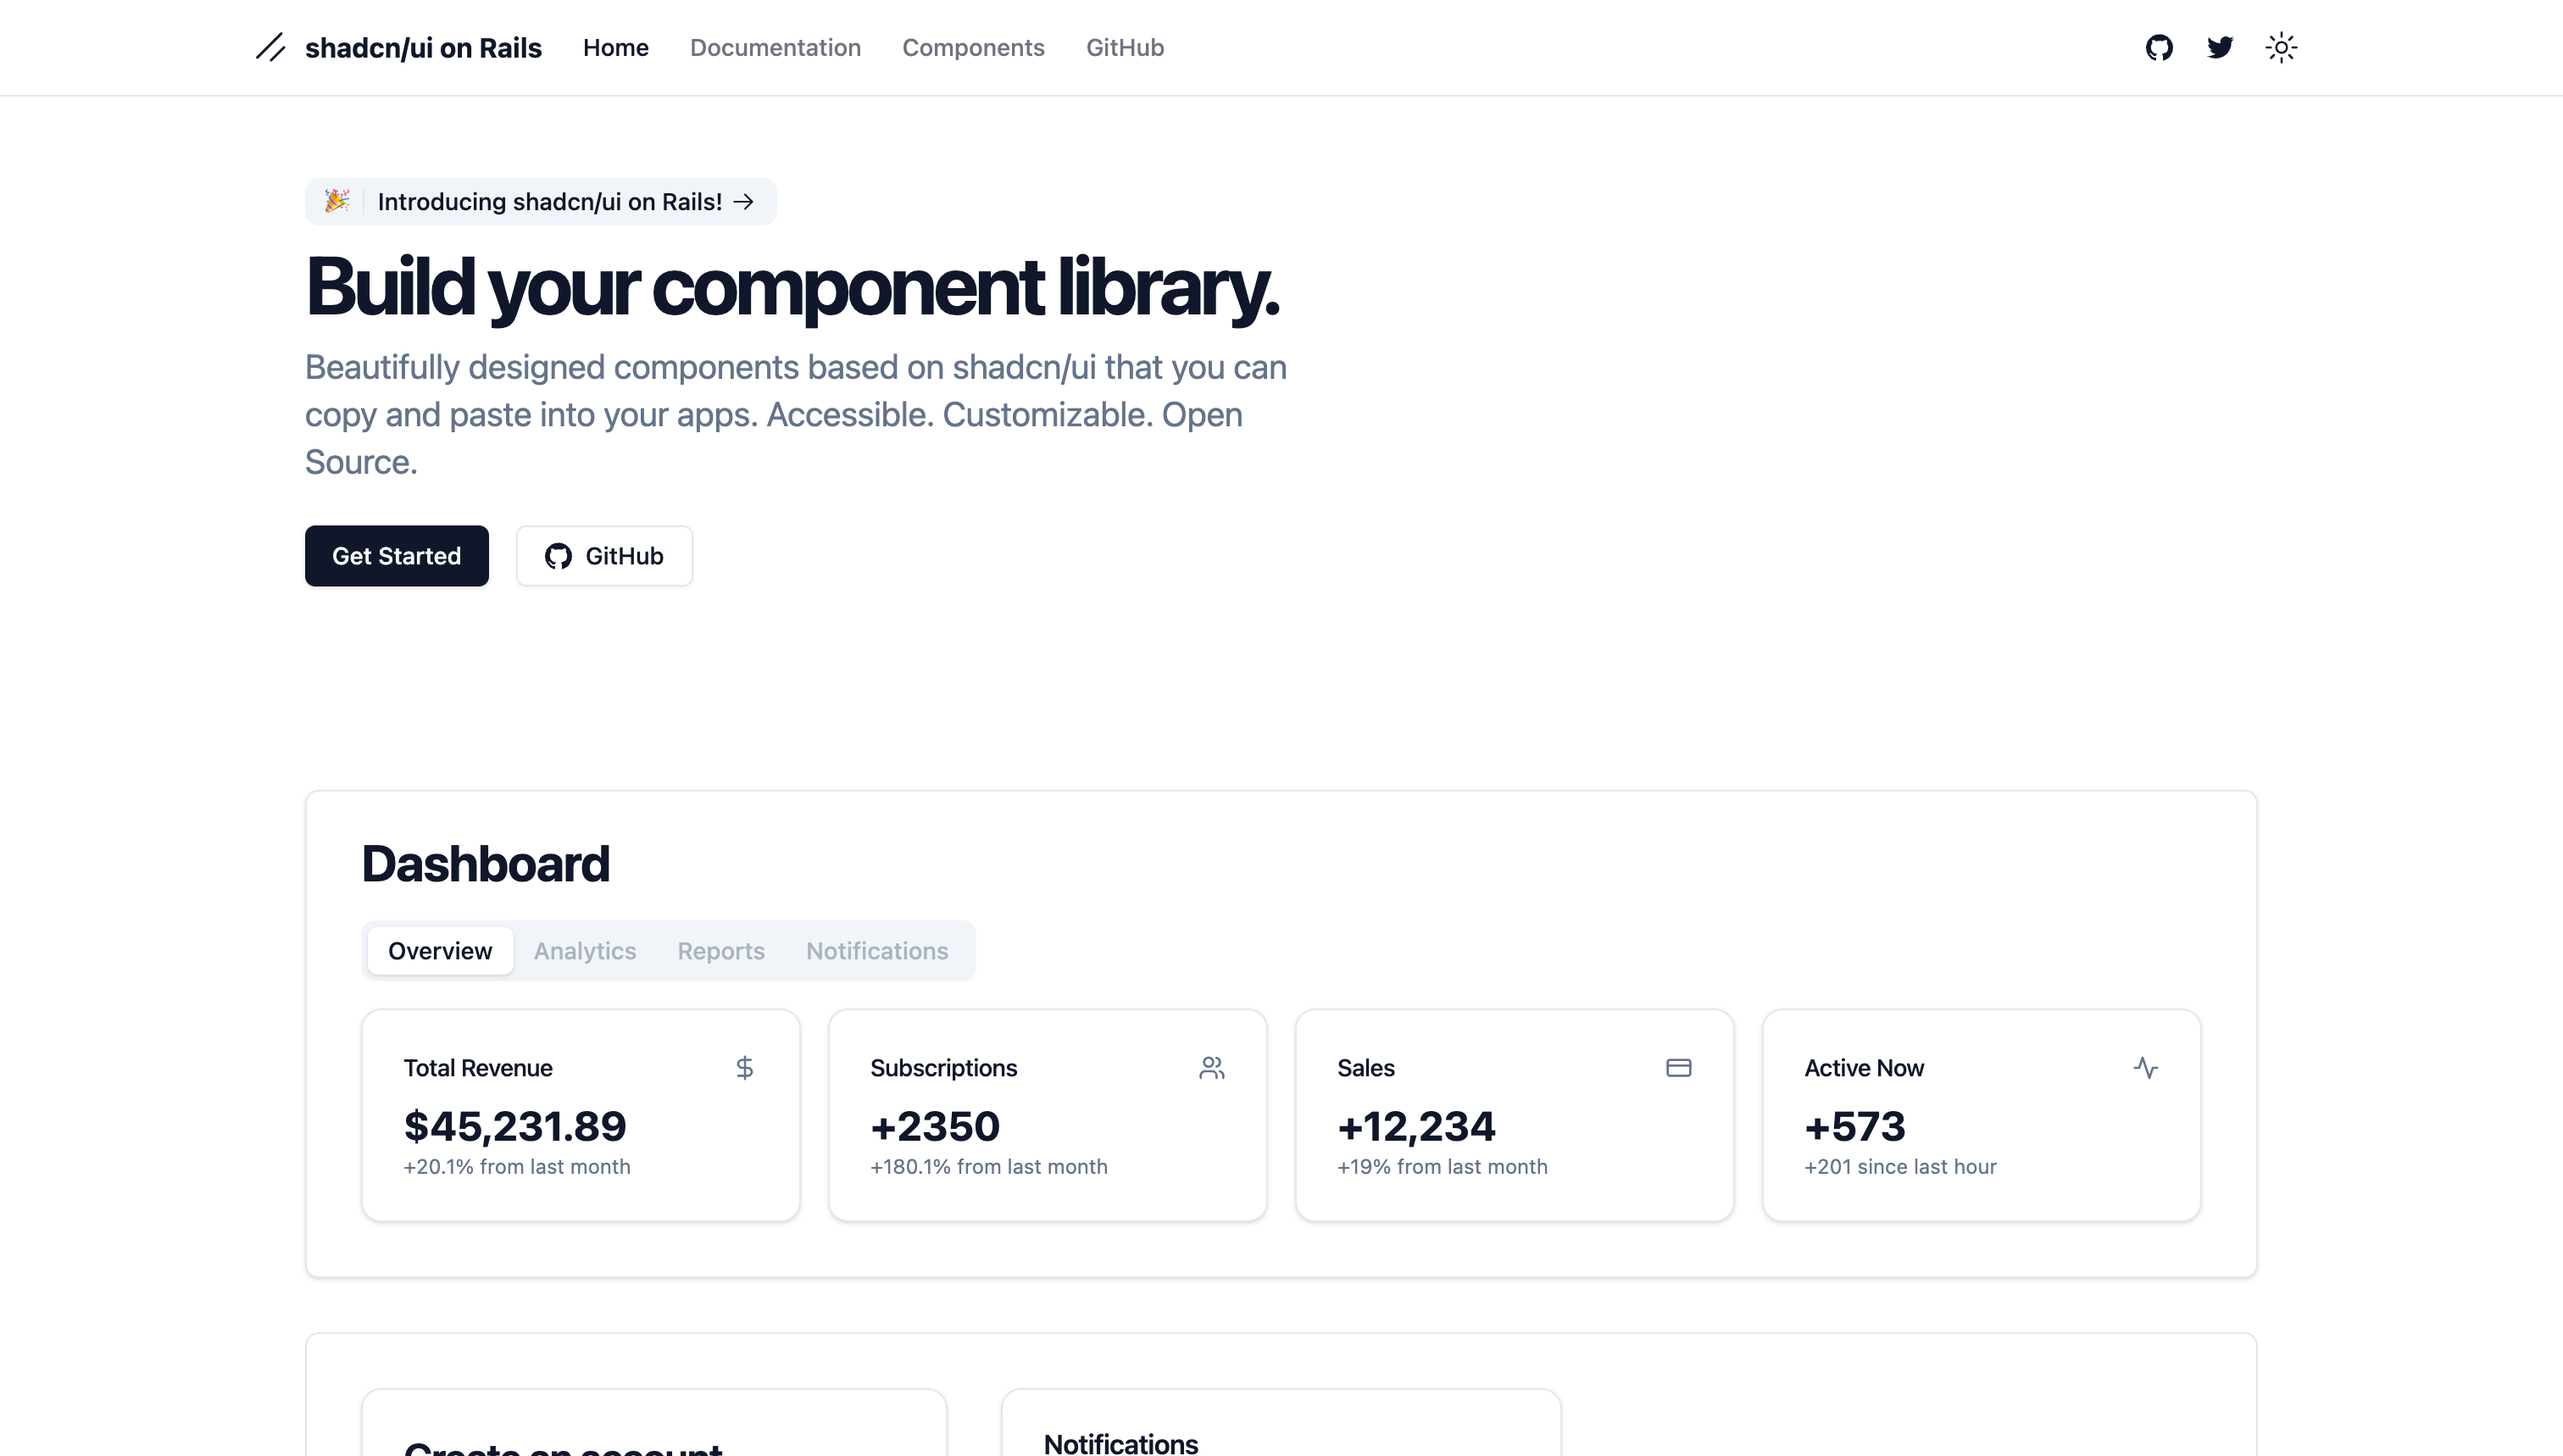 shadcn/ui on Rails Home Documentation Components GitHub
Introducing shadcn/ui on Rails!
Build your component library.
Beautifully designed components based on shadcn/ui that you can
copy and paste into your apps. Accessible. Customizable. Open
Source.
Get Started GitHub
Dashboard
Overview Analytics Reports Notifications
Total Revenue
$45,231.89
+20.1% from last month
Subscriptions
+2350
+180.1% from last month
Sales
+12,234
+19% from last month
Active Now
+573
+201 since last hour
Create an account
Notifications